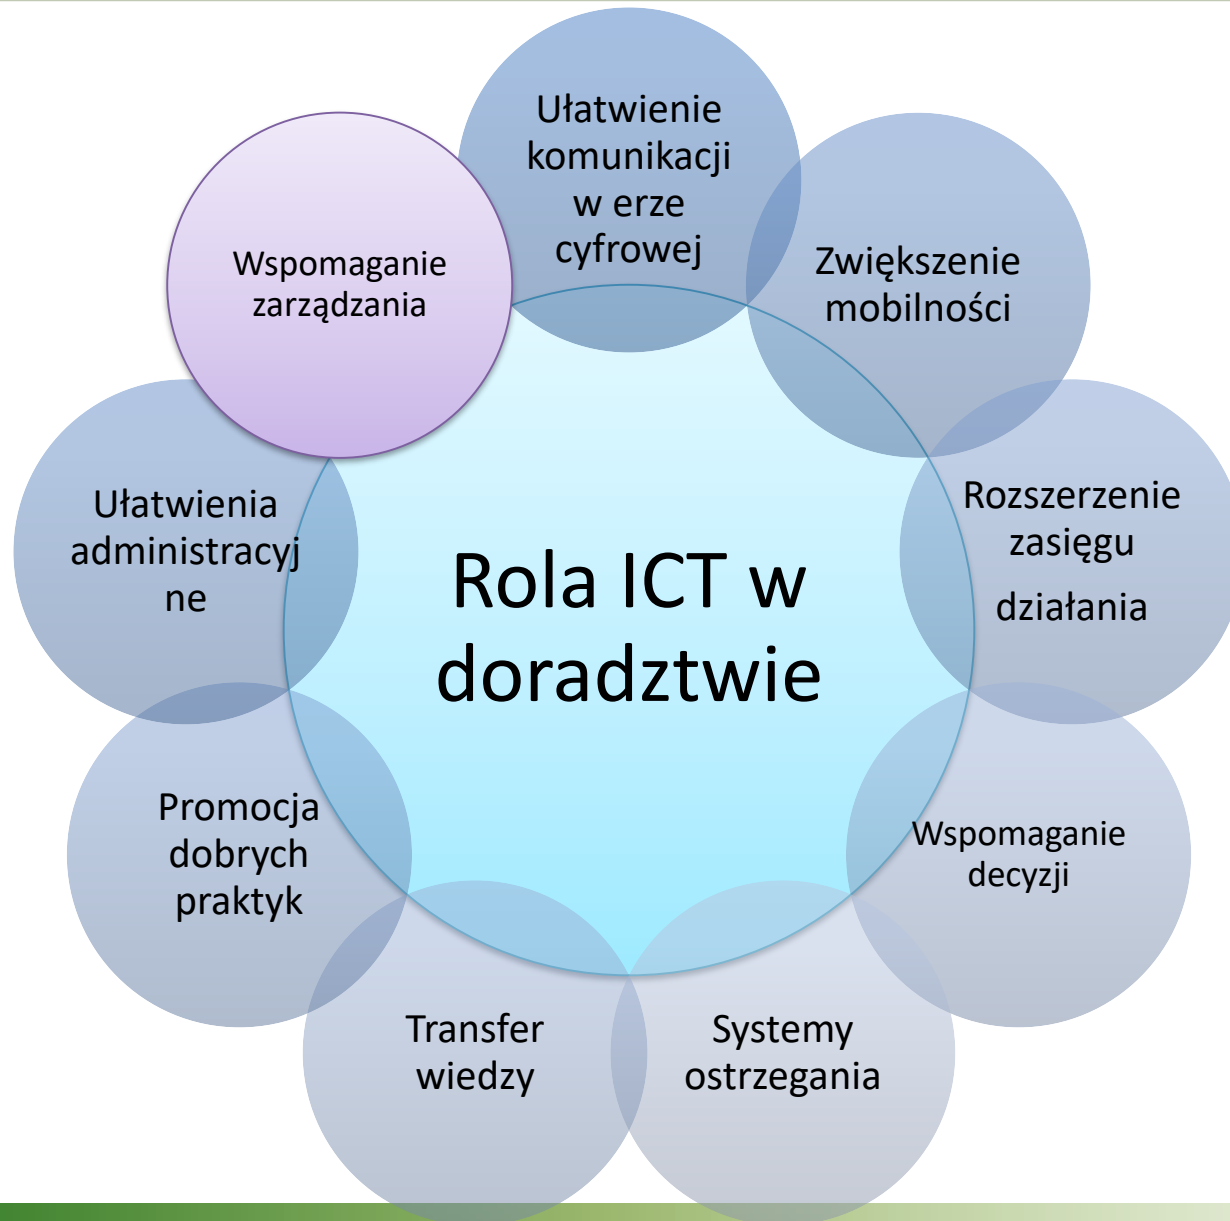 Ułatwienie
komunikacji
w erze
cyfrowej
Zwiększenie
mobilności
Rozszerzenie
zasięgu
działania
Wspomaganie
decyzji
Systemy
ostrzegania
Transfer
wiedzy
Promocja
dobrych
praktyk
Ułatwienia
administracyj
ne
Wspomaganie
zarządzania
Rola ICT w
doradztwie